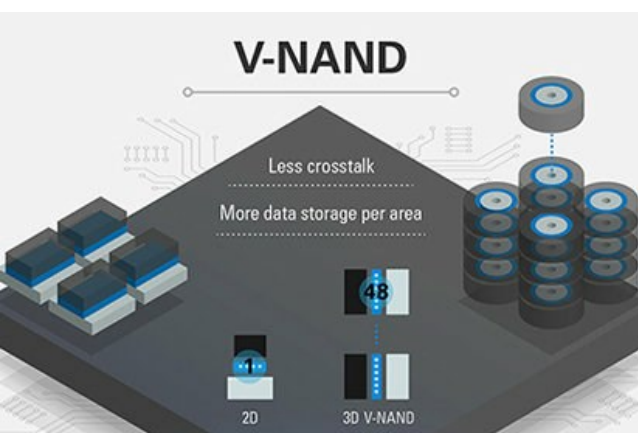 V-NAND
Less crosstalk
More data storage per area
48
1
2D
3D V-NAND